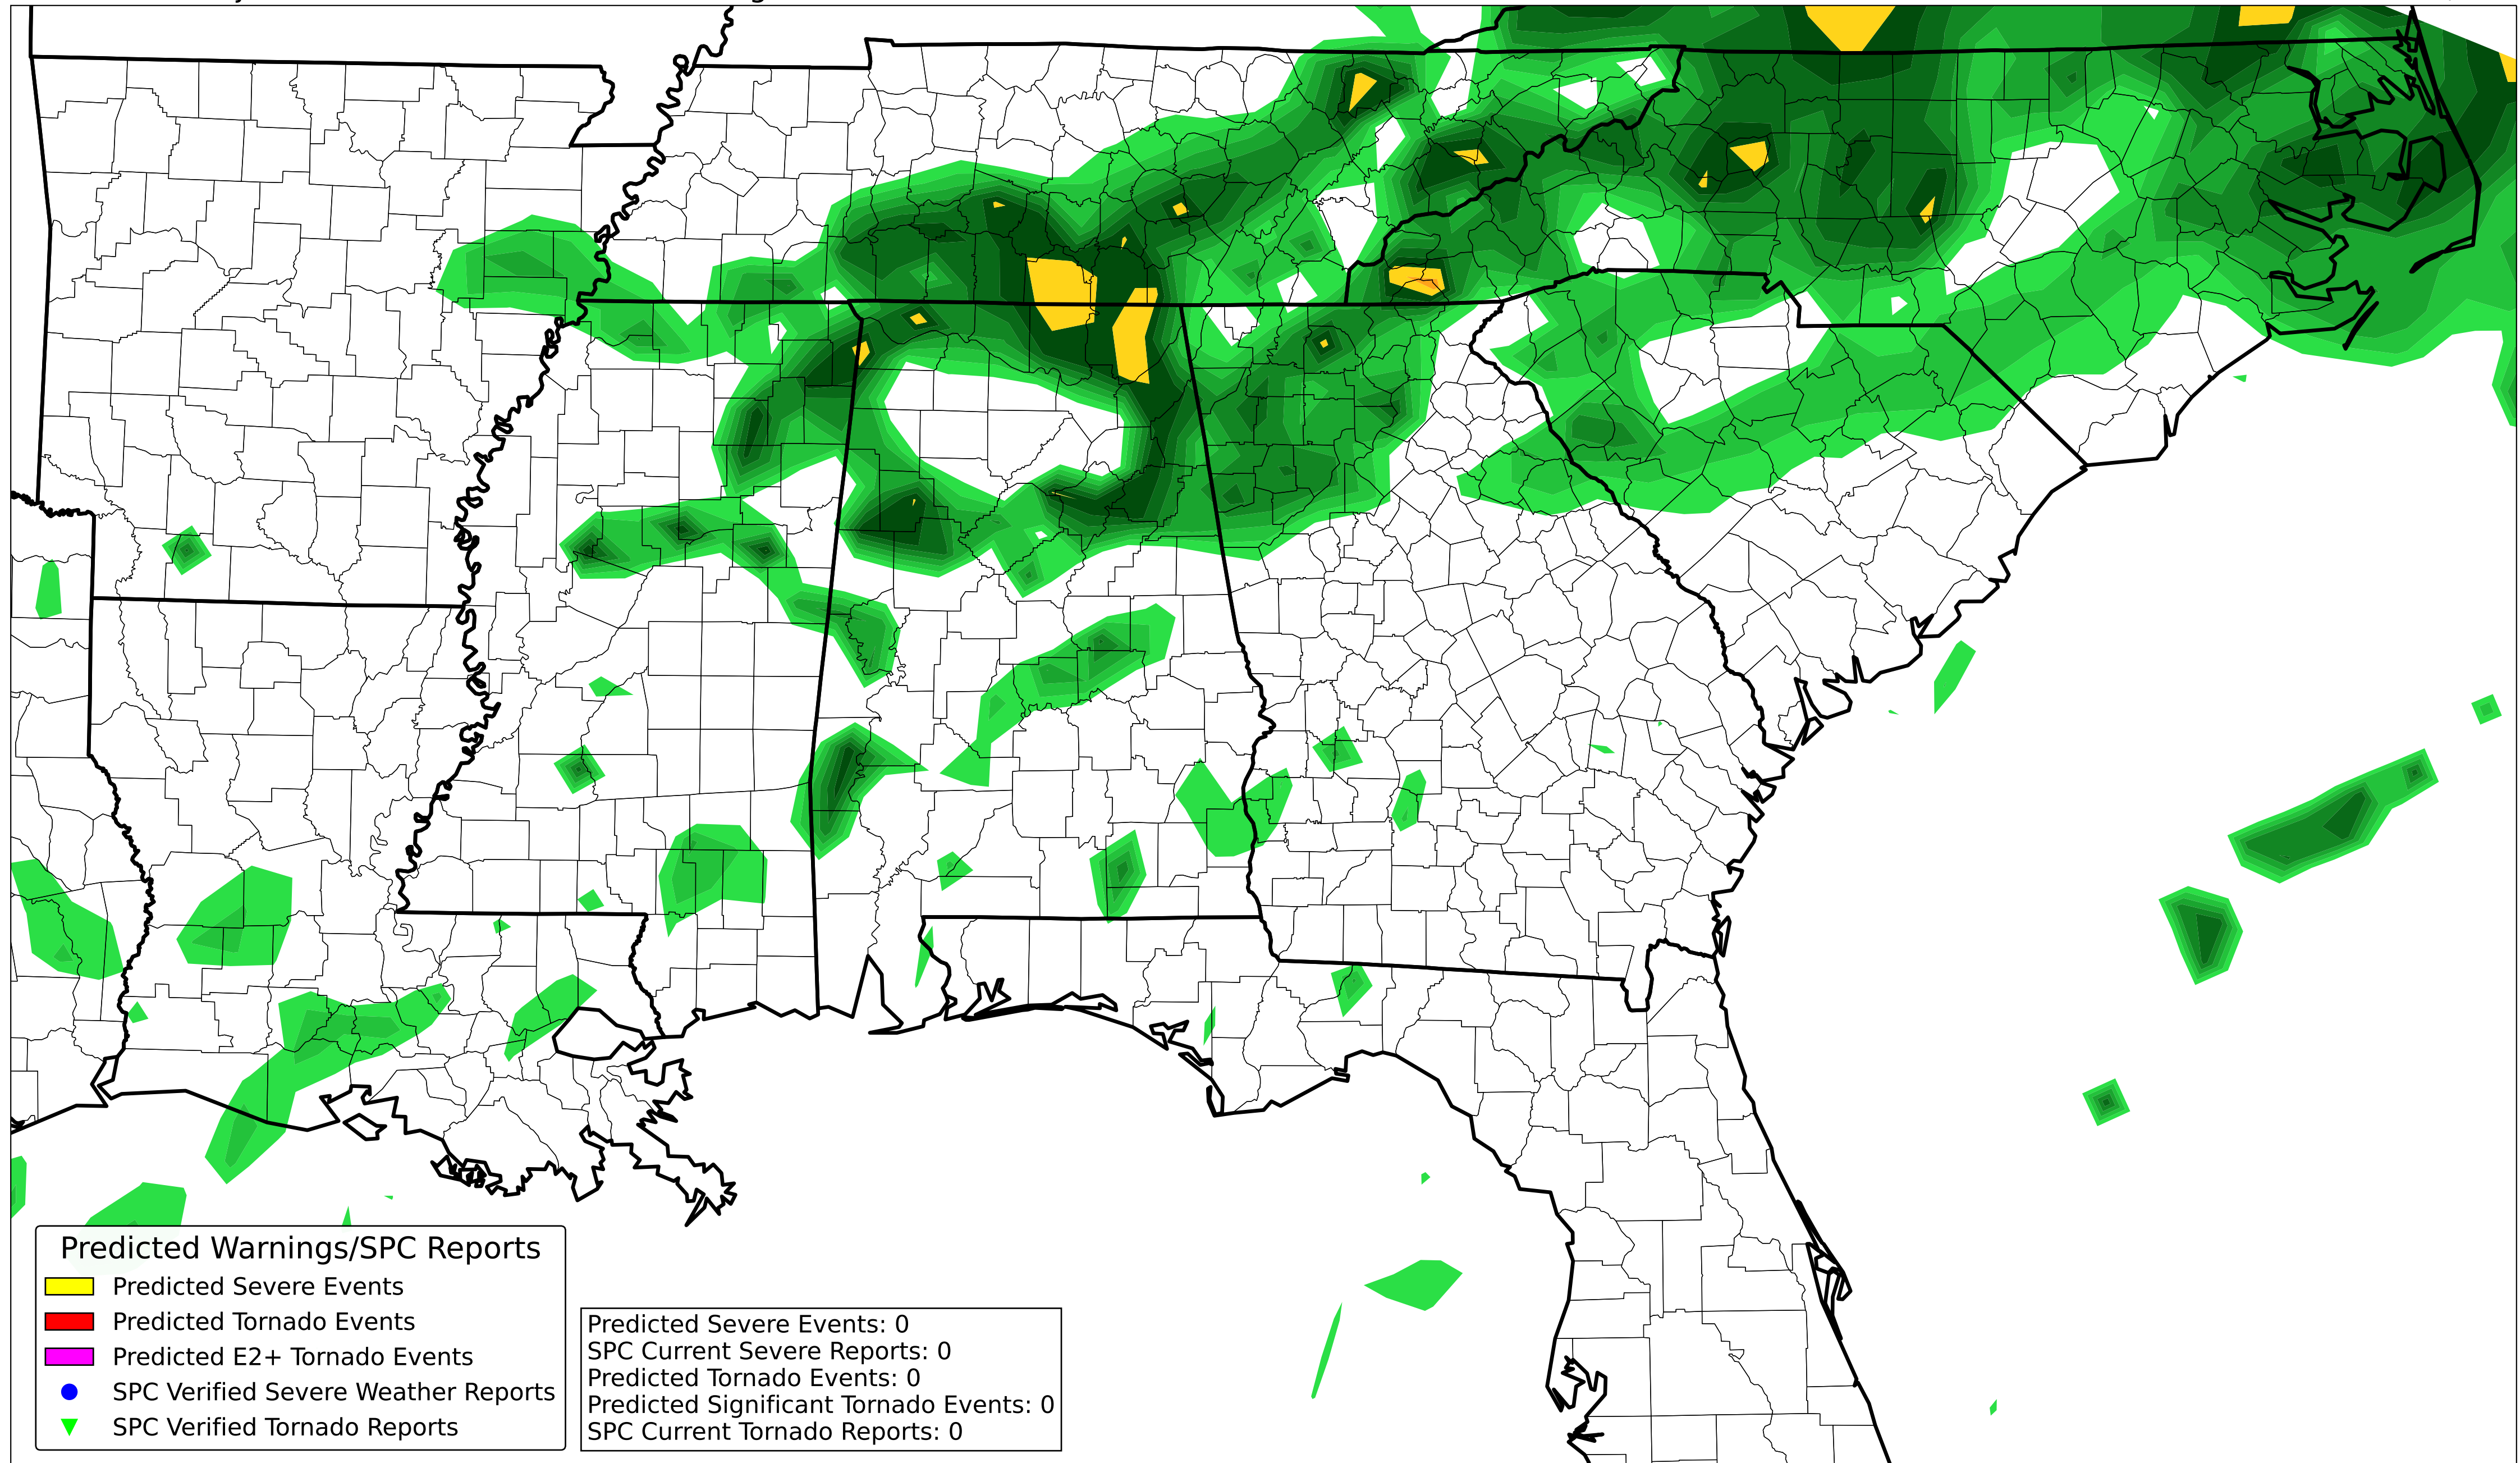 Predicted Warnings/SPC Reports
Predicted Severe Events
Predicted Tornado Events
Predicted E2+ Tornado Events
SPC Verified Severe Weather Reports
SPC Verified Tornado Reports
Predicted Severe Events: 0
SPC Current Severe Reports: 0
Predicted Tornado Events: 0
Predicted Significant Tornado Events: 0
SPC Current Tornado Reports: 0